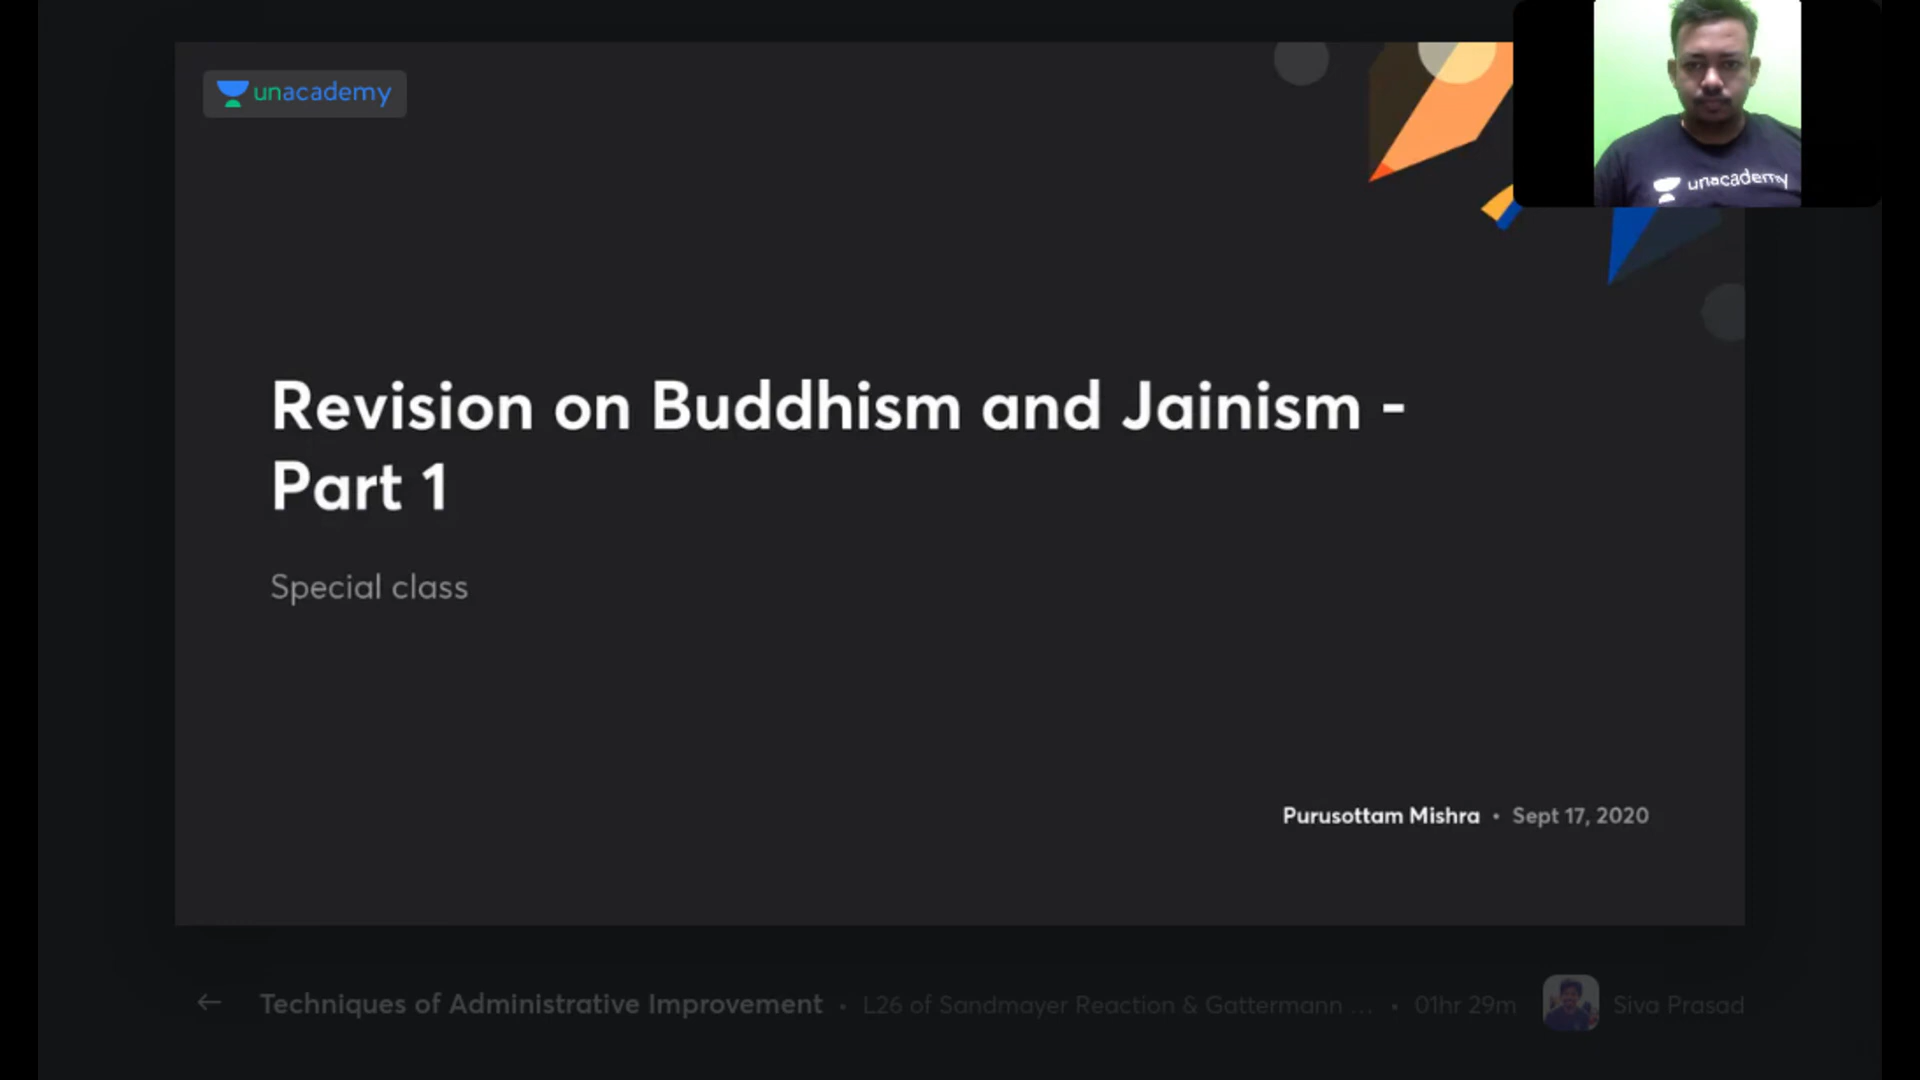 unacademy
unacademy
Revision on Buddhism and Jainism -
Part 1
Special class
Purusottam Mishra • Sept 17, 2020
← Techniques of Administrative Improvement • L26 of Sandmayer Reaction & Gattermann ... • 01hr 29m Siva Prasad